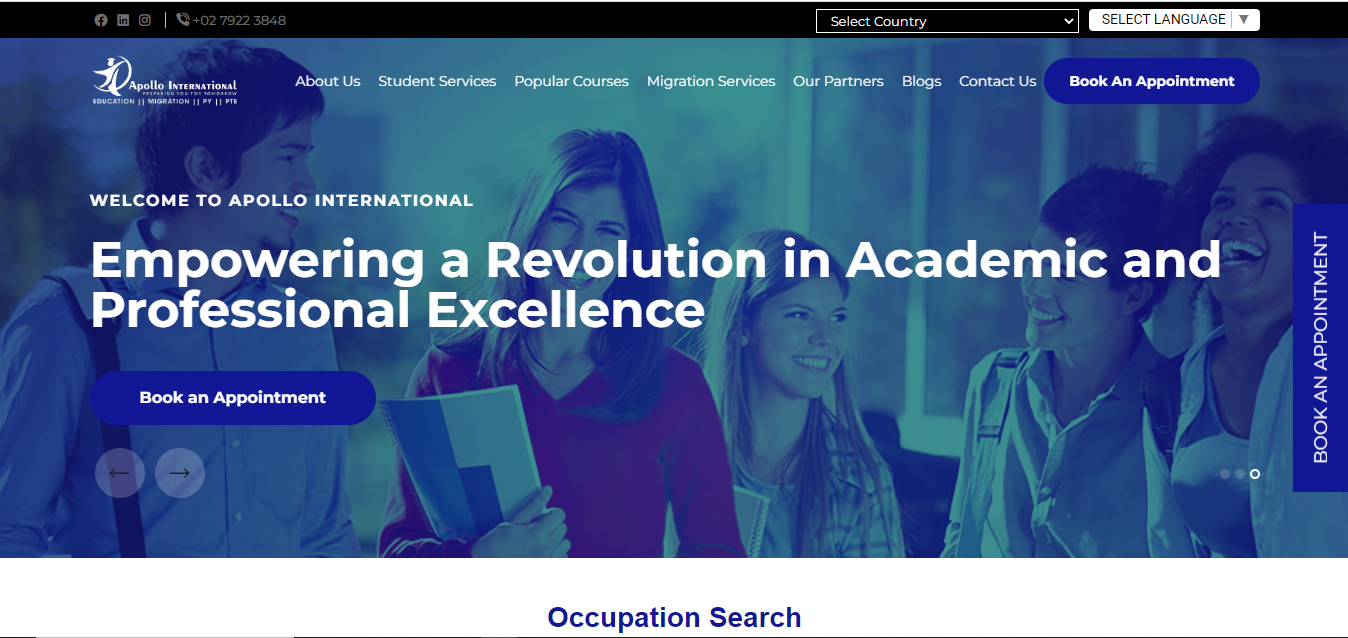 +02 7922 3848
Select Country
SELECT LANGUAGE ▼
Apollo International
PREPARING YOU FOR TOMORROW
EDUCATION || MIGRATION || PY || PTE
About Us
Student Services
Popular Courses
Migration Services
Our Partners
Blogs
Contact Us
Book An Appointment
WELCOME TO APOLLO INTERNATIONAL
Empowering a Revolution in Academic and
Professional Excellence
Book an Appointment
BOOK AN APPOINTMENT
Occupation Search